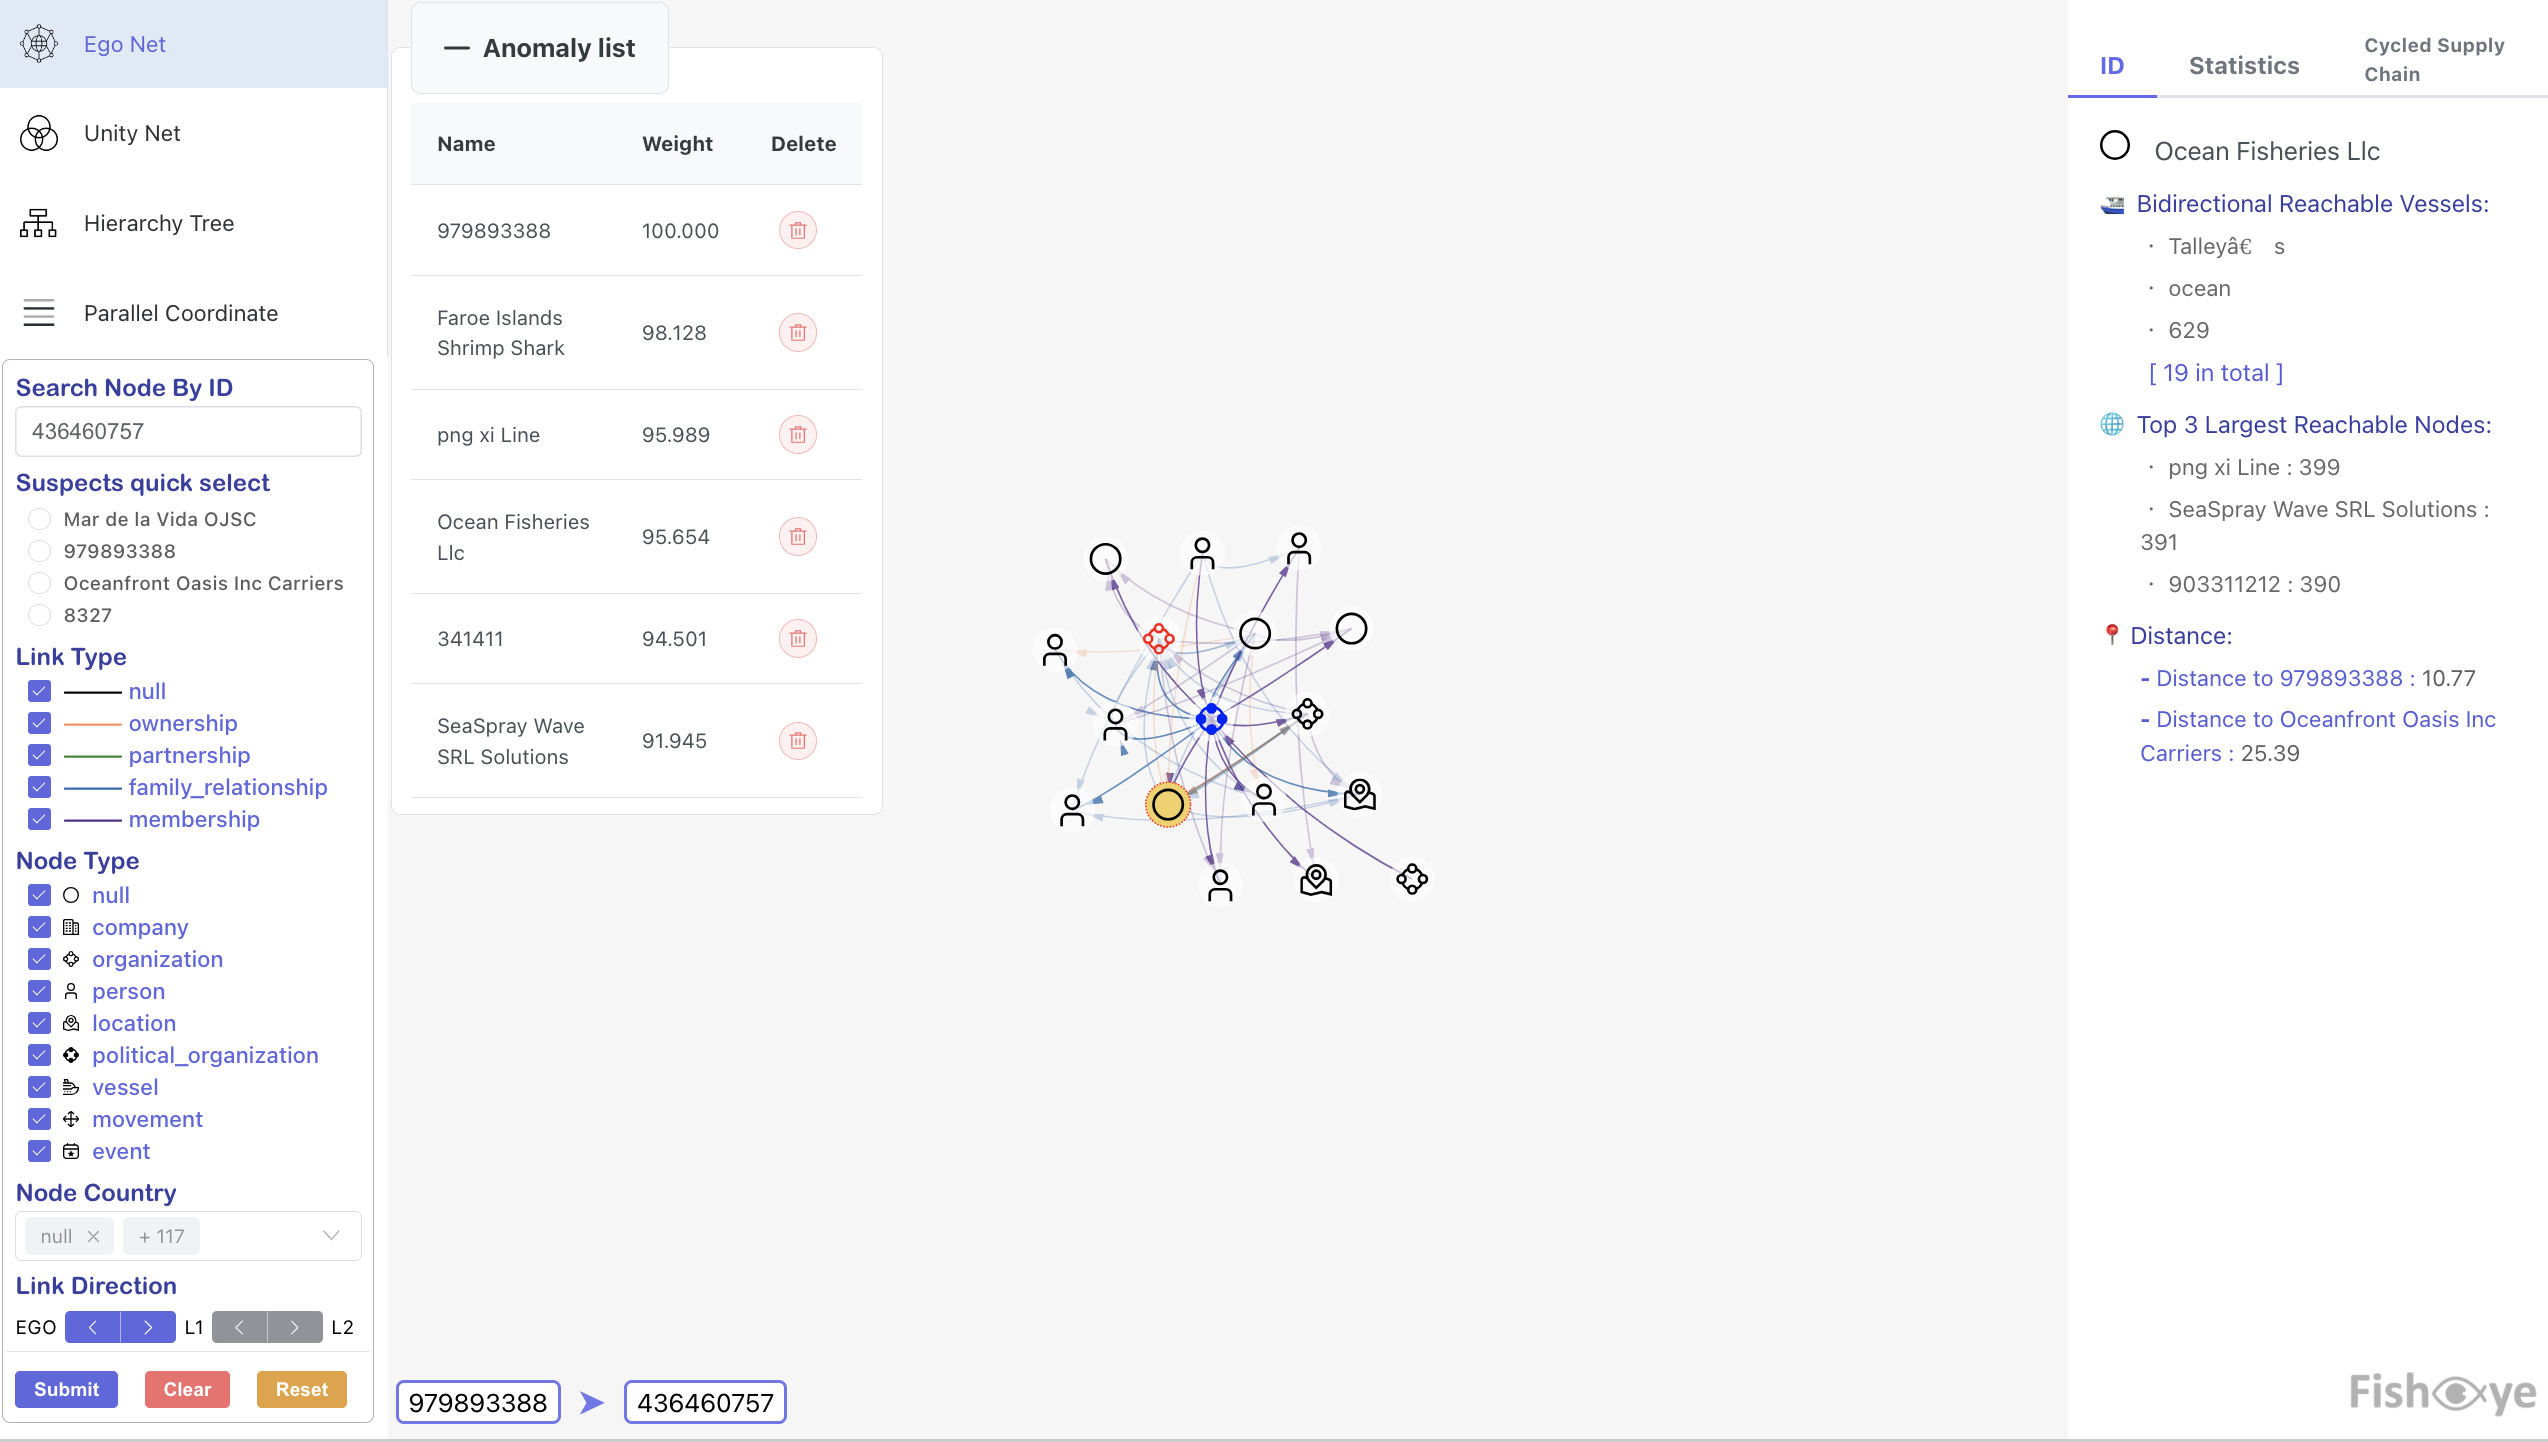 Ego Net
Unity Net
Hierarchy Tree
Parallel Coordinate
Search Node By ID
436460757
Suspects quick select
Mar de la Vida OJSC
979893388
Oceanfront Oasis Inc Carriers
8327
Link Type
null
ownership
partnership
family_relationship
membership
Node Type
null
company
organization
person
location
political_organization
vessel
movement
event
Node Country
null × + 117
Link Direction
EGO < > L1 < > L2
Submit Clear Reset
— Anomaly list
Name Weight Delete
979893388 100.000
Faroe Islands
Shrimp Shark
98.128
png xi Line 95.989
Ocean Fisheries
Llc
95.654
341411 94.501
SeaSpray Wave
SRL Solutions
91.945
979893388 436460757
ID Statistics
Cycled Supply
Chain
Ocean Fisheries Llc
Bidirectional Reachable Vessels:
· Talleyâ€ s
· ocean
· 629
[ 19 in total ]
Top 3 Largest Reachable Nodes:
· png xi Line : 399
· SeaSpray Wave SRL Solutions :
391
· 903311212 : 390
Distance:
- Distance to 979893388 : 10.77
- Distance to Oceanfront Oasis Inc
Carriers : 25.39
Fisheye